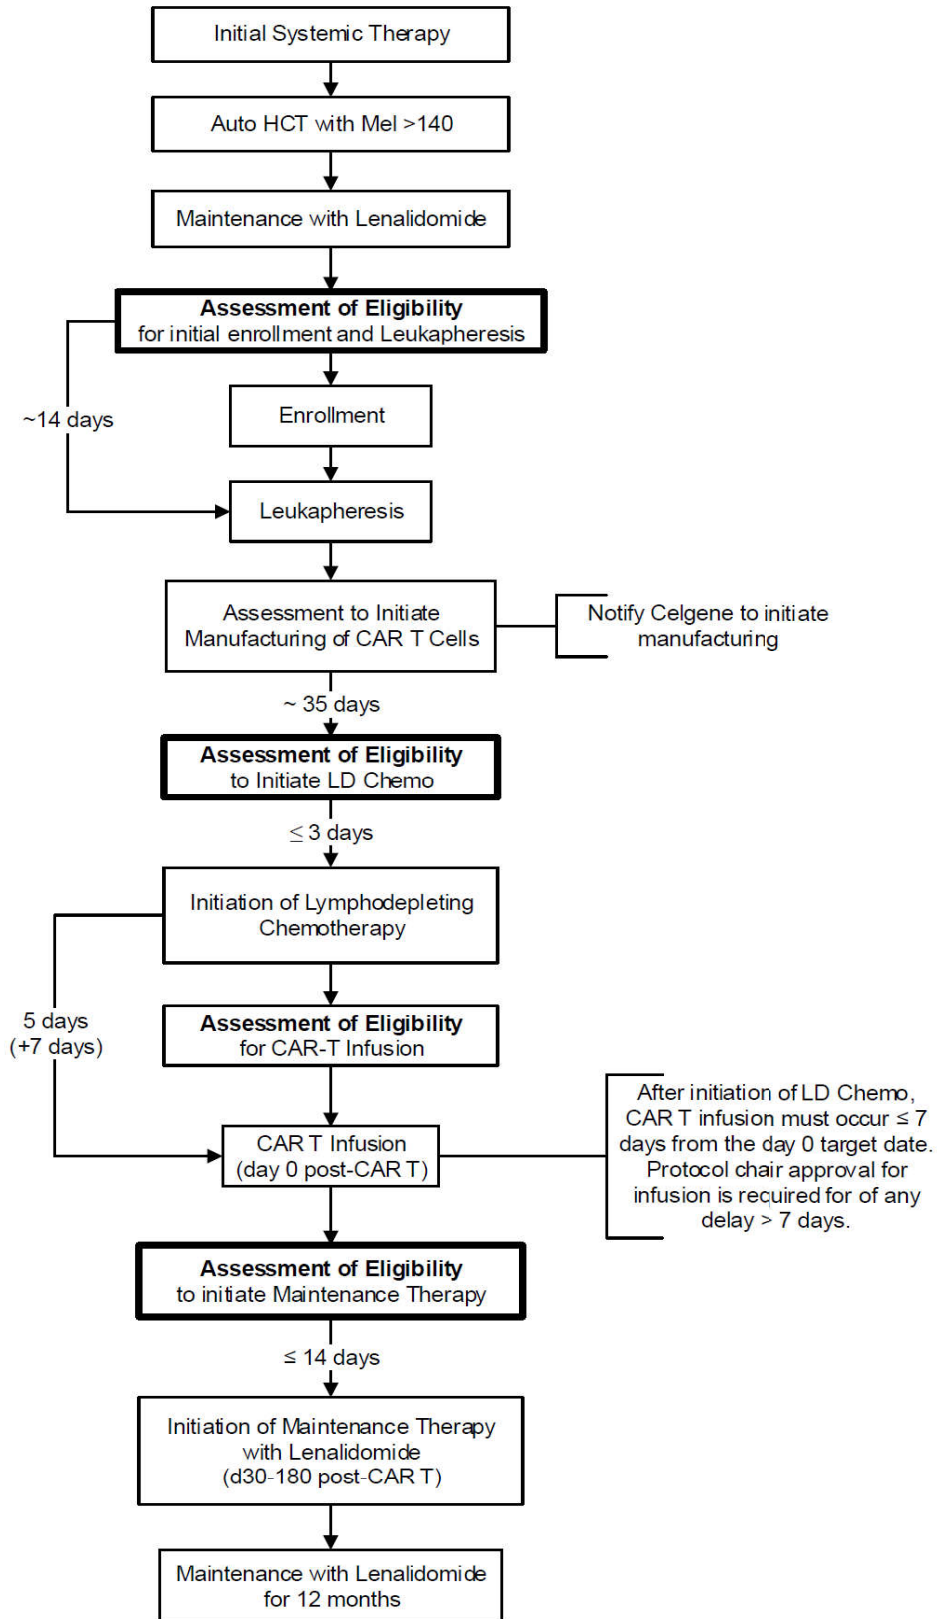 Initial Systemic Therapy
Auto HCT with Mel >140
Maintenance with Lenalidomide
Assessment of Eligibility
for initial enrollment and Leukapheresis
~14 days
Enrollment
Leukapheresis
Assessment to Initiate
Manufacturing of CAR T Cells
Notify Celgene to initiate
manufacturing
~ 35 days
Assessment of Eligibility
to Initiate LD Chemo
≤ 3 days
Initiation of Lymphodepleting
Chemotherapy
5 days
(+7 days)
Assessment of Eligibility
for CAR-T Infusion
CAR T Infusion
(day 0 post-CAR T)
After initiation of LD Chemo,
CAR T infusion must occur ≤ 7
days from the day 0 target date.
Protocol chair approval for
infusion is required for of any
delay > 7 days.
Assessment of Eligibility
to initiate Maintenance Therapy
≤ 14 days
Initiation of Maintenance Therapy
with Lenalidomide
(d30-180 post-CAR T)
Maintenance with Lenalidomide
for 12 months